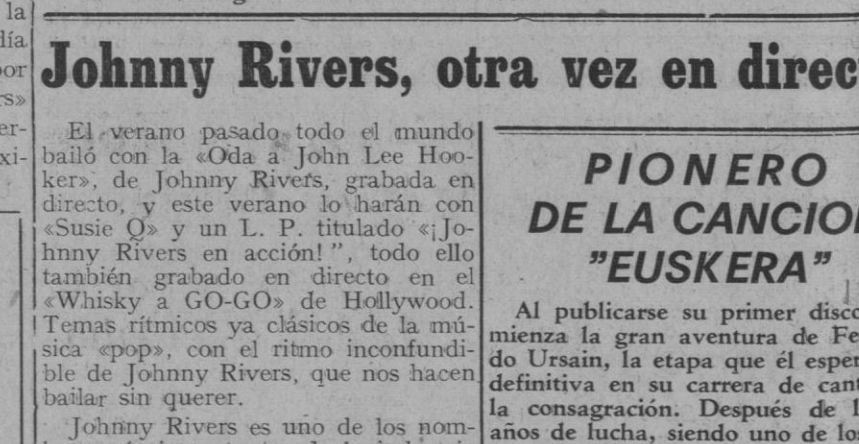 la
día
por
rs»
er-
xi-
Johnny Rivers, otra vez en direc
El verano pasado todo el mundo
bailó con la «Oda a John Lee Hoo-
ker», de Johnny Rivers, grabada en
directo, y este verano lo harán con
«Susie Q» y un L. P. titulado «¡Jo-
hnny Rivers en acción!", todo ello
también grabado en directo en el
«Whisky a GO-GO» de Hollywood.
Temas rítmicos ya clásicos de la mú-
sica «pop», con el ritmo inconfundi-
ble de Johnny Rivers, que nos hacen
bailar sin querer.
Johnny Rivers es uno de los nom-
PIONERO
DE LA CANCIO
"EUSKERA"
Al publicarse su primer disco
mienza la gran aventura de Fe
do Ursain, la etapa que él esper
definitiva en su carrera de cant
la consagración. Después de l
años de lucha, siendo uno de lo